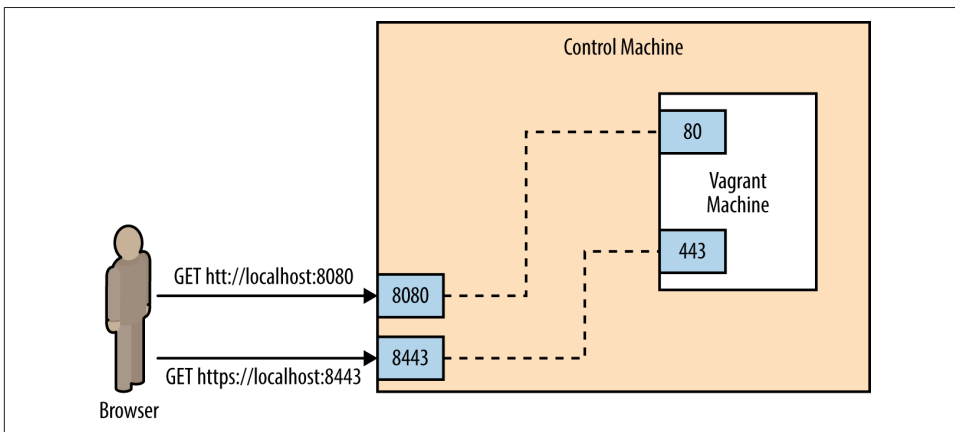 Control Machine
80
Vagrant
Machine
443
GET htt://localhost:8080
8080
8443
GET https://localhost:8443
Browser